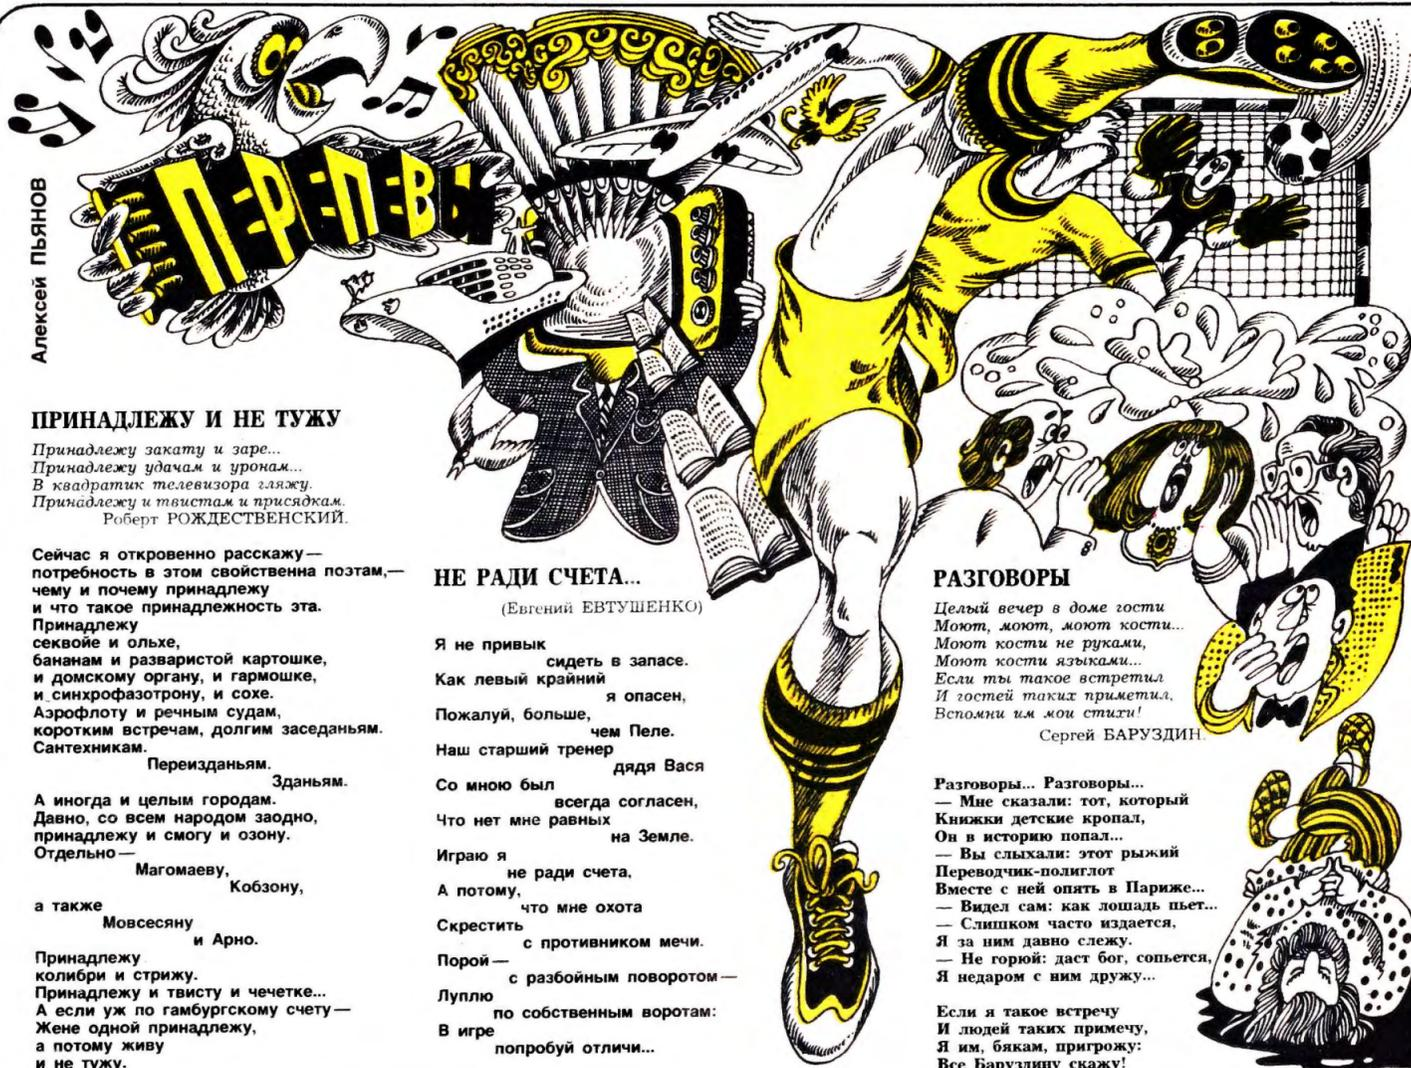 Алексей ПЬЯНОВ
ПЕРЕПЕВЫ
ПРИНАДЛЕЖУ И НЕ ТУЖУ
Принадлежу закату и заре...
Принадлежу удачам и уронам...
В квадратик телевизора гляжу.
Принадлежу и твистам и присядкам.
Роберт РОЖДЕСТВЕНСКИЙ.
Сейчас я откровенно расскажу—
потребность в этом свойственна поэтам,—
чему и почему принадлежу
и что такое принадлежность эта.
Принадлежу
секвойе и ольхе,
бананам и разваристой картошке,
и домскому органу, и гармошке,
и синхрофазотрону, и сохе.
Аэрофлоту и речным судам,
коротким встречам, долгим заседаньям.
Сантехникам.
Переизданьям.
Зданьям.
А иногда и целым городам.
Давно, со всем народом заодно,
принадлежу и смогу и озону.
Отдельно—
Магомаеву,
Кобзону,
а также
Мовсесяну
и Арно.
Принадлежу
колибри и стрижу.
Принадлежу и твисту и чечетке...
А если уж по гамбургскому счету—
Жене одной принадлежу,
а потому живу
и не тужу.
НЕ РАДИ СЧЕТА...
(Евгений ЕВТУШЕНКО)
Я не привык
сидеть в запасе.
Как левый крайний
я опасен,
Пожалуй, больше,
чем Пеле.
Наш старший тренер
дядя Вася
Со мною был
всегда согласен,
Что нет мне равных
на Земле.
Играю я
не ради счета,
А потому,
что мне охота
Скрестить
с противником мечи.
Порой—
с разбойным поворотом—
Луплю
по собственным воротам:
В игре
попробуй отличи...
РАЗГОВОРЫ
Целый вечер в доме гости
Моют, моют, моют кости...
Моют кости не руками,
Моют кости языками...
Если ты такое встретил
И гостей таких приметил,
Вспомни им мои стихи!
Сергей БАРУЗДИН.
Разговоры... Разговоры...
— Мне сказали: тот, который
Книжки детские кропал,
Он в историю попал...
— Вы слыхали: этот рыжий
Переводчик-полиглот
Вместе с ней опять в Париже...
— Видел сам: как лошадь пьет...
— Слишком часто издается,
Я за ним давно слежу.
— Не горюй: даст бог, сопьется,
Я недаром с ним дружу...
Если я такое встречу
И людей таких примечу,
Я им, бякам, пригрожу:
Все Баруздину скажу!